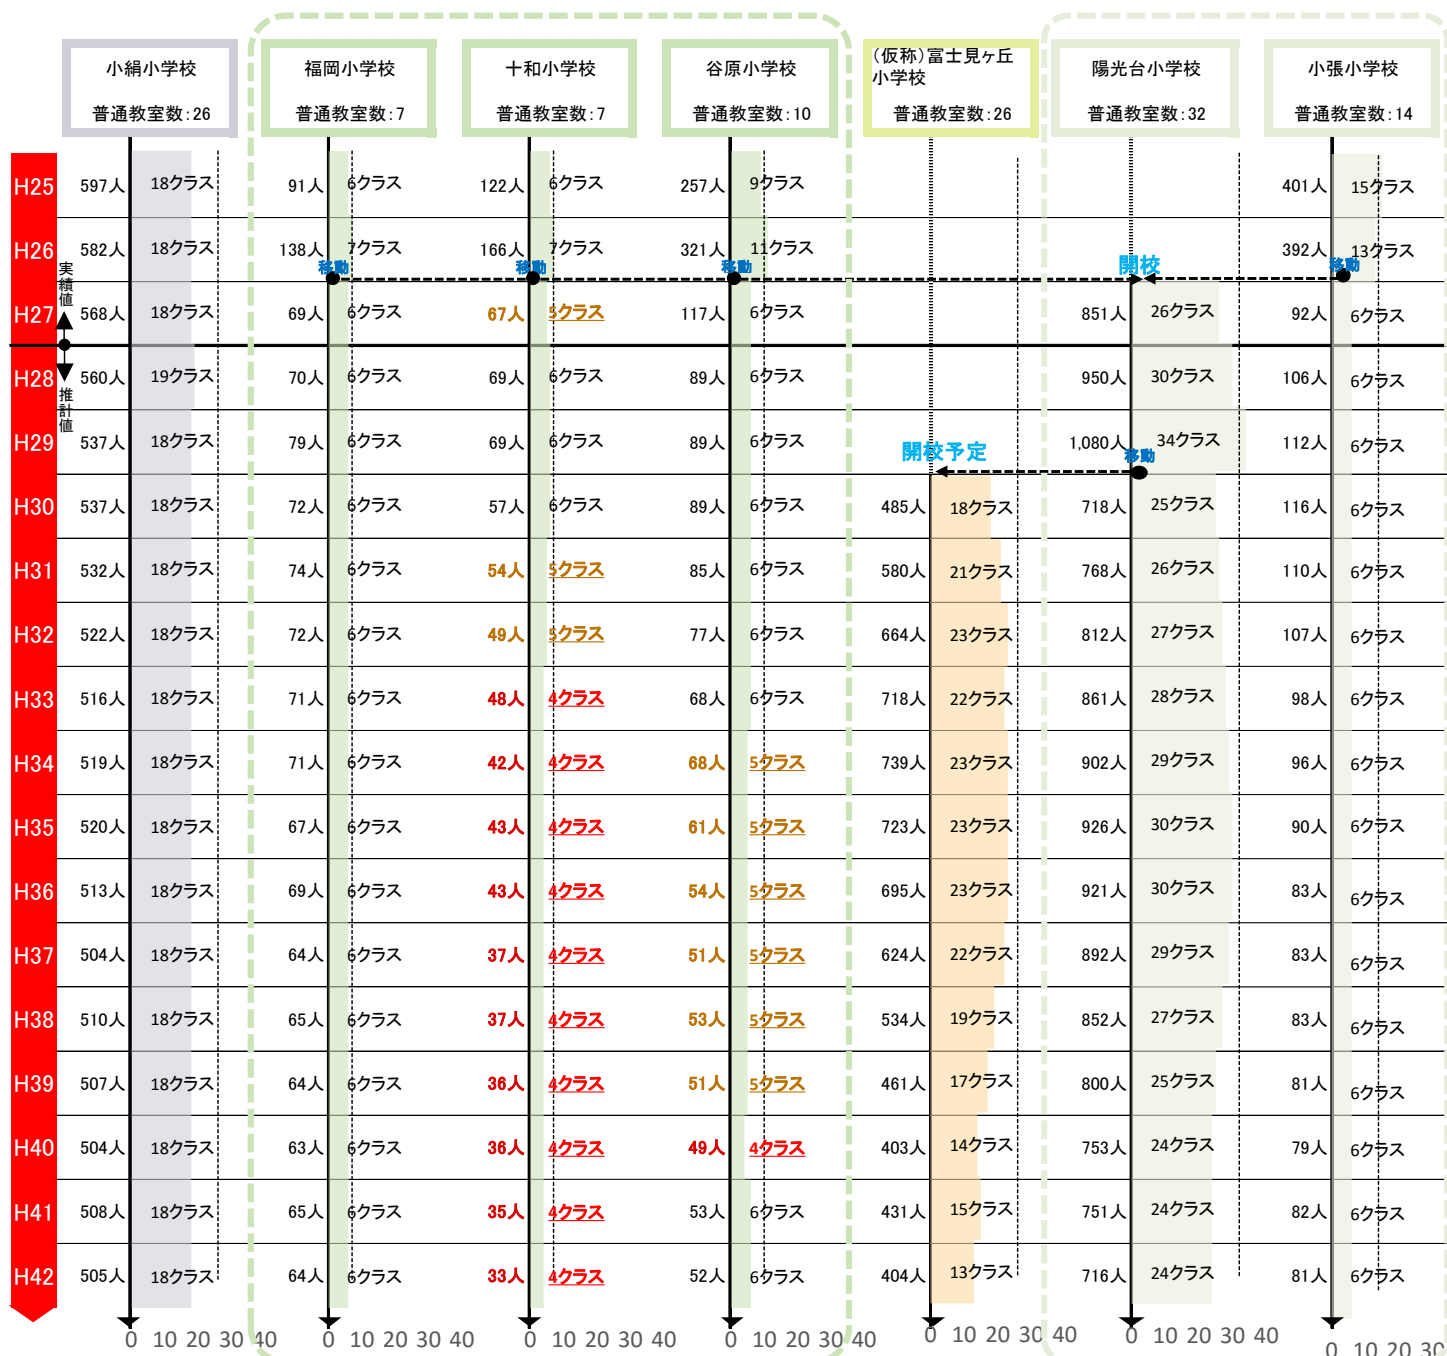 小絹小学校
普通教室数：26
福岡小学校
普通教室数：7
十和小学校
普通教室数：7
谷原小学校
普通教室数：10
(仮称)富士見ヶ丘
小学校
普通教室数：26
陽光台小学校
普通教室数：32
小張小学校
普通教室数：14
H25 597人 18クラス 91人 6クラス 122人 6クラス 257人 9クラス 401人 15クラス
H26 582人 18クラス 138人 7クラス 166人 7クラス 321人 11クラス 392人 13クラス
移動 移動 移動 開校 移動
実績値
H27 568人 18クラス 69人 6クラス 67人 5クラス 117人 6クラス 851人 26クラス 92人 6クラス
H28 560人 19クラス 70人 6クラス 69人 6クラス 89人 6クラス 950人 30クラス 106人 6クラス
推計値
H29 537人 18クラス 79人 6クラス 69人 6クラス 89人 6クラス 1,080人 34クラス 112人 6クラス
開校予定 移動
H30 537人 18クラス 72人 6クラス 57人 6クラス 89人 6クラス 485人 18クラス 718人 25クラス 116人 6クラス
H31 532人 18クラス 74人 6クラス 54人 5クラス 85人 6クラス 580人 21クラス 768人 26クラス 110人 6クラス
H32 522人 18クラス 72人 6クラス 49人 5クラス 77人 6クラス 664人 23クラス 812人 27クラス 107人 6クラス
H33 516人 18クラス 71人 6クラス 48人 4クラス 68人 6クラス 718人 22クラス 861人 28クラス 98人 6クラス
H34 519人 18クラス 71人 6クラス 42人 4クラス 68人 5クラス 739人 23クラス 902人 29クラス 96人 6クラス
H35 520人 18クラス 67人 6クラス 43人 4クラス 61人 5クラス 723人 23クラス 926人 30クラス 90人 6クラス
H36 513人 18クラス 69人 6クラス 43人 4クラス 54人 5クラス 695人 23クラス 921人 30クラス 83人 6クラス
H37 504人 18クラス 64人 6クラス 37人 4クラス 51人 5クラス 624人 22クラス 892人 29クラス 83人 6クラス
H38 510人 18クラス 65人 6クラス 37人 4クラス 53人 5クラス 534人 19クラス 852人 27クラス 83人 6クラス
H39 507人 18クラス 64人 6クラス 36人 4クラス 51人 5クラス 461人 17クラス 800人 25クラス 81人 6クラス
H40 504人 18クラス 63人 6クラス 36人 4クラス 49人 4クラス 403人 14クラス 753人 24クラス 79人 6クラス
H41 508人 18クラス 65人 6クラス 35人 4クラス 53人 6クラス 431人 15クラス 751人 24クラス 82人 6クラス
H42 505人 18クラス 64人 6クラス 33人 4クラス 52人 6クラス 404人 13クラス 716人 24クラス 81人 6クラス
0 10 20 30 40 0 10 20 30 40 0 10 20 30 40 0 10 20 30 40 0 10 20 30 40 0 10 20 30 40 0 10 20 30